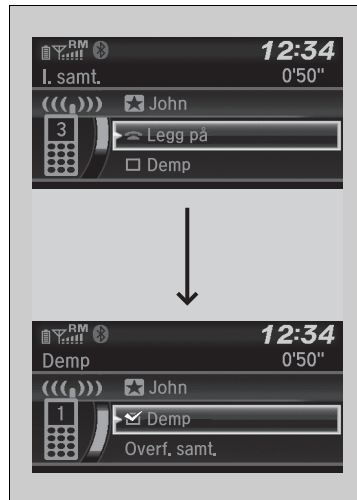 RM 12:34
I. samt. 0'50"
John
3 Legg på
Demp
RM 12:34
Demp 0'50"
John
1 Demp
Overf. samt.